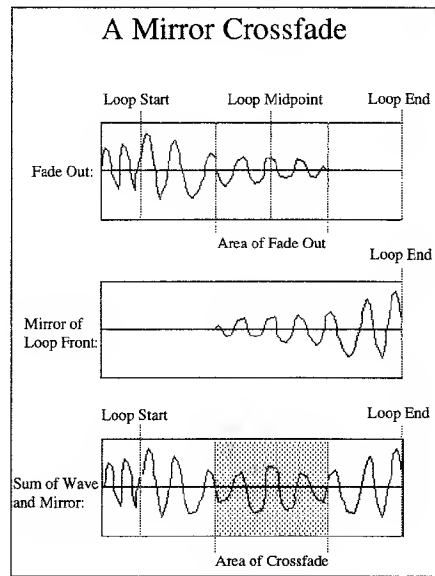 A Mirror Crossfade
Loop Start Loop Midpoint Loop End
Fade Out:
Area of Fade Out
Loop End
Mirror of
Loop Front:
Loop Start Loop End
Sum of Wave
and Mirror:
Area of Crossfade